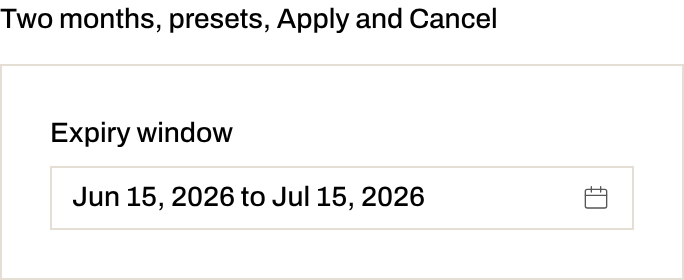 Two months, presets, Apply and Cancel
Expiry window
Jun 15, 2026 to Jul 15, 2026